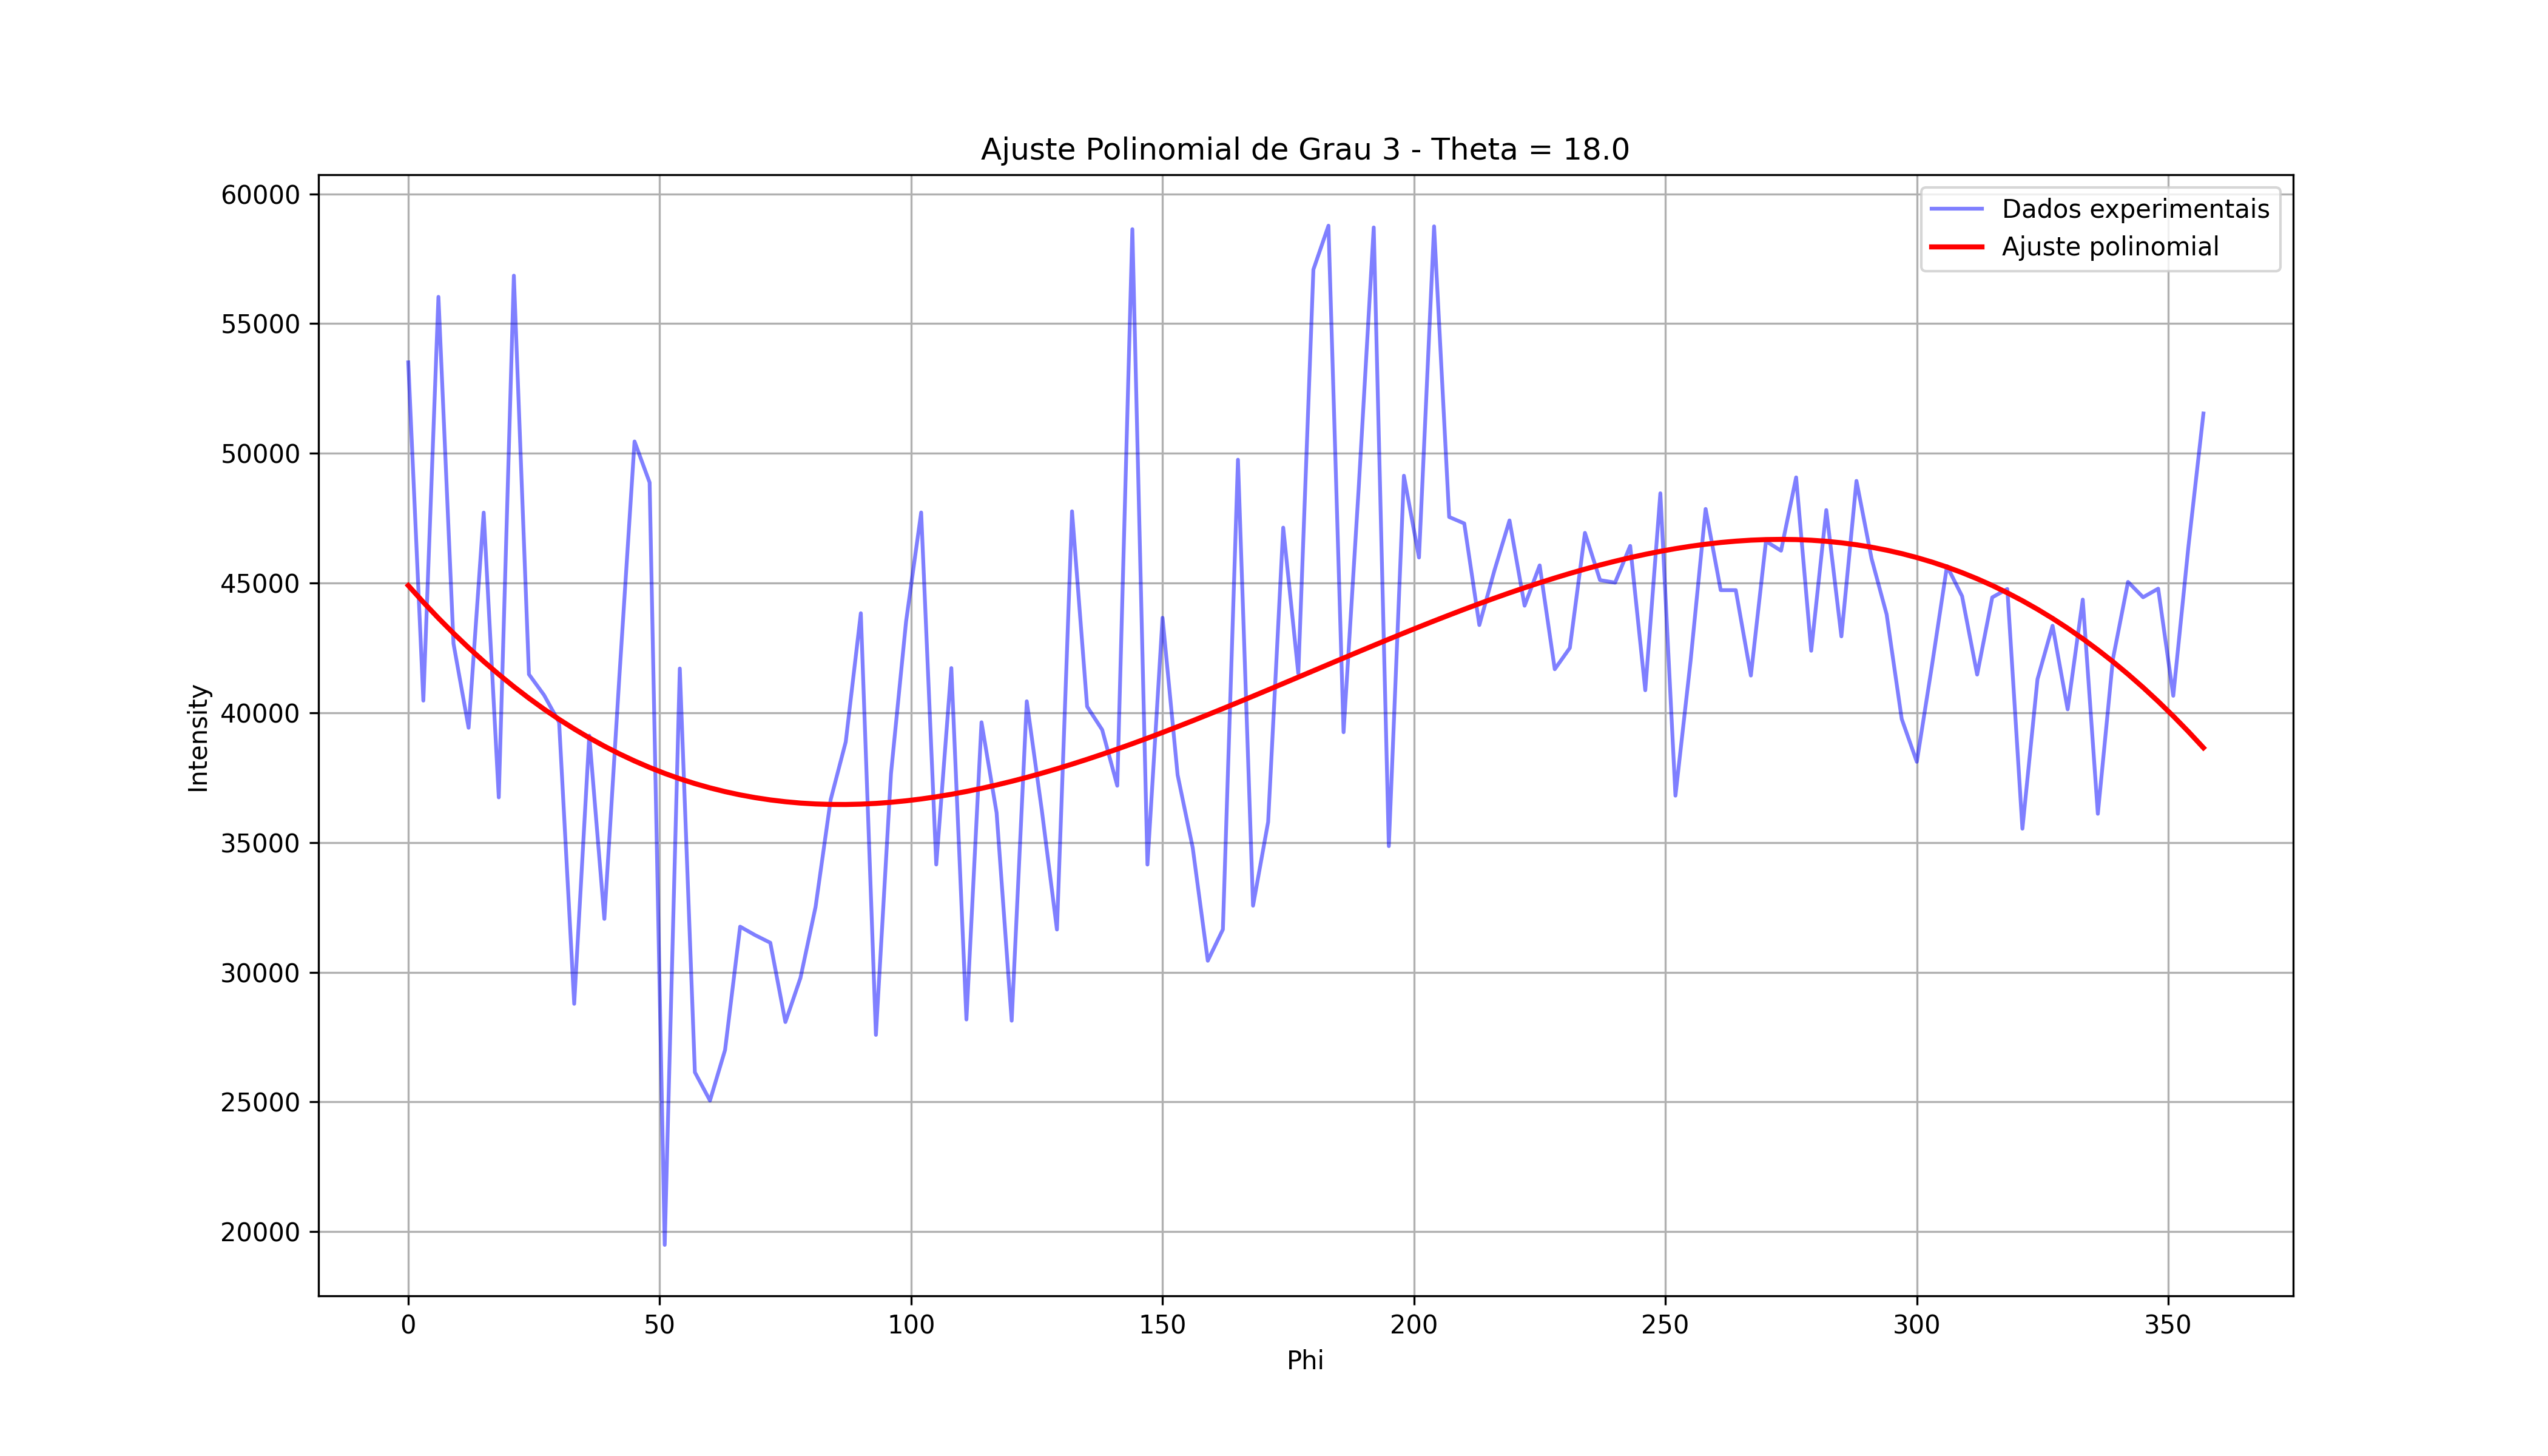 Ajuste Polinomial de Grau 3 - Theta = 18.0
Dados experimentais
Ajuste polinomial
60000
55000
50000
45000
40000
35000
30000
25000
20000
Intensity
0 50 100 150 200 250 300 350
Phi